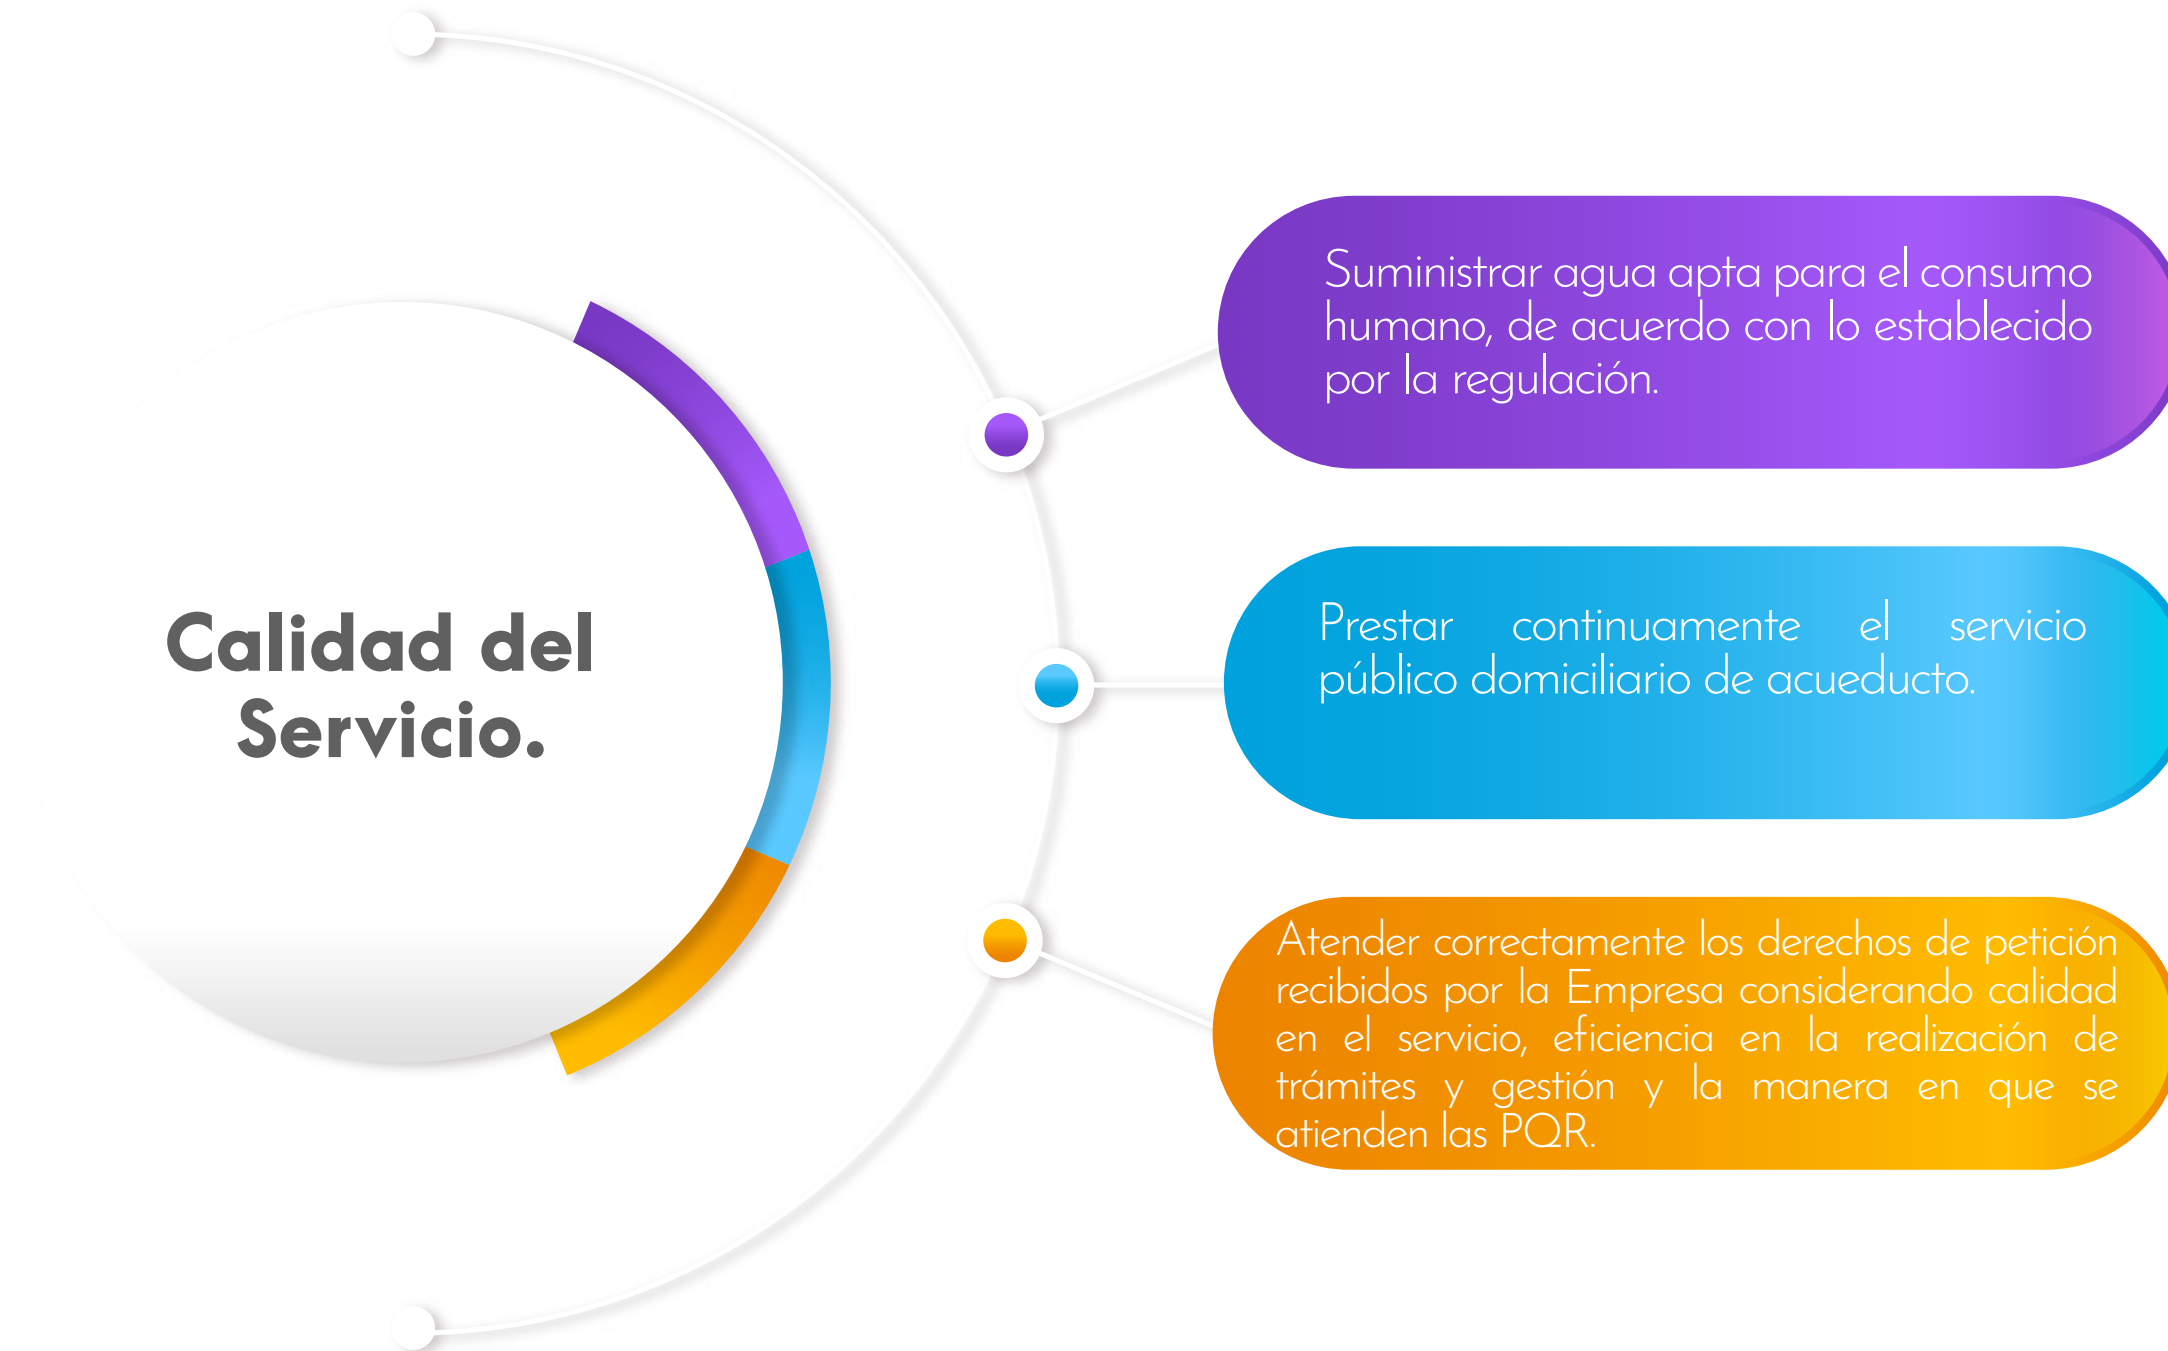 Calidad del
Servicio.
Suministrar agua apta para el consumo
humano, de acuerdo con lo establecido
por la regulación.
Prestar continuamente el servicio
público domiciliario de acueducto.
Atender correctamente los derechos de petición
recibidos por la Empresa considerando calidad
en el servicio, eficiencia en la realización de
trámites y gestión y la manera en que se
atienden las PQR.